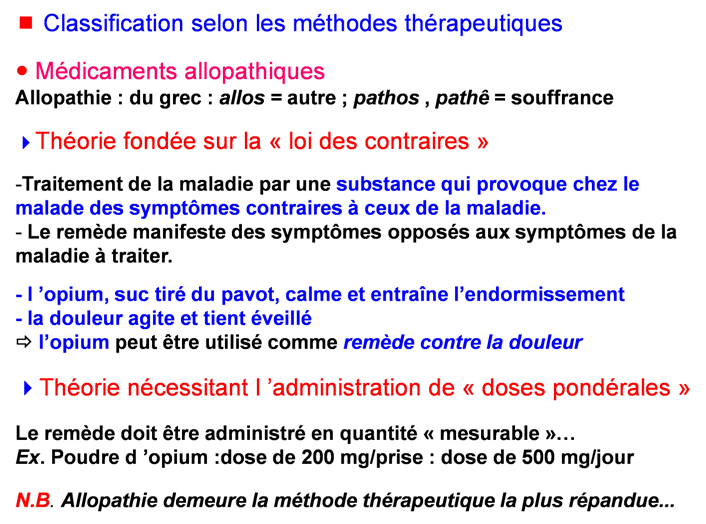 Classification selon les méthodes thérapeutiques
Médicaments allopathiques
Allopathie : du grec : allos = autre ; pathos , pathê = souffrance
Théorie fondée sur la « loi des contraires »
-Traitement de la maladie par une substance qui provoque chez le
malade des symptômes contraires à ceux de la maladie.
- Le remède manifeste des symptômes opposés aux symptômes de la
maladie à traiter.
- l ’opium, suc tiré du pavot, calme et entraîne l’endormissement
- la douleur agite et tient éveillé
⇨ l’opium peut être utilisé comme remède contre la douleur
Théorie nécessitant l ’administration de « doses pondérales »
Le remède doit être administré en quantité « mesurable »…
Ex. Poudre d ’opium :dose de 200 mg/prise : dose de 500 mg/jour
N.B. Allopathie demeure la méthode thérapeutique la plus répandue...